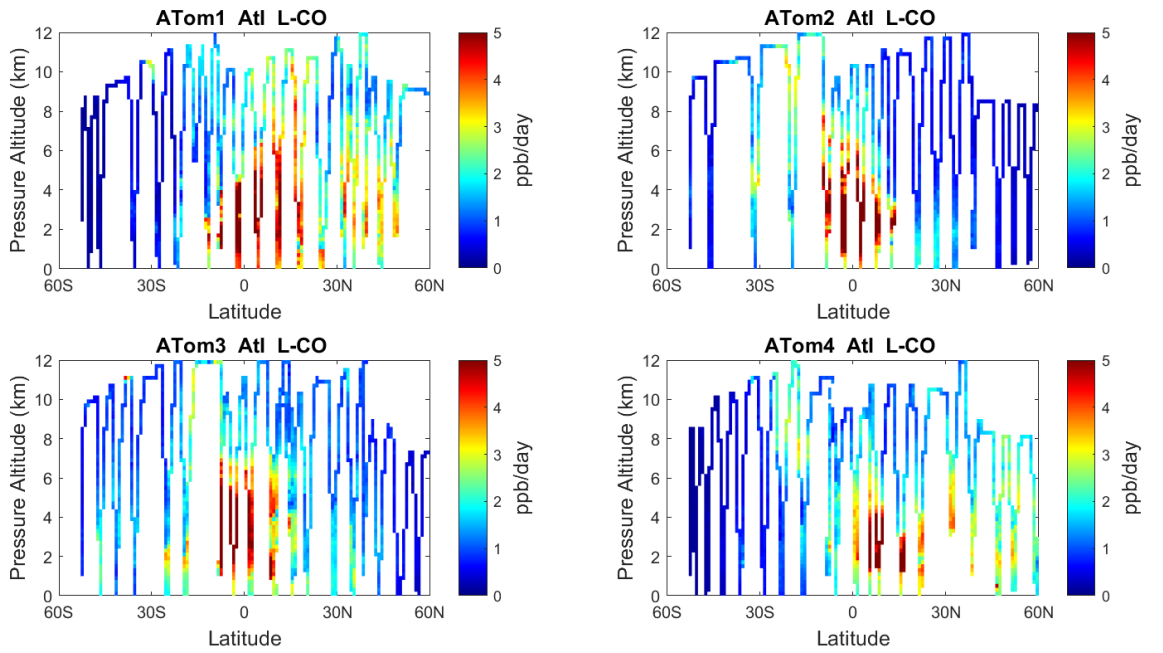 ATom1 Atl L-CO
12
10
8
6
4
2
0
Pressure Altitude (km)
60S 30S 0 30N 60N
Latitude
5
4
3
2
1
0
ppb/day
ATom2 Atl L-CO
12
10
8
6
4
2
0
Pressure Altitude (km)
60S 30S 0 30N 60N
Latitude
5
4
3
2
1
0
ppb/day
ATom3 Atl L-CO
12
10
8
6
4
2
0
Pressure Altitude (km)
60S 30S 0 30N 60N
Latitude
5
4
3
2
1
0
ppb/day
ATom4 Atl L-CO
12
10
8
6
4
2
0
Pressure Altitude (km)
60S 30S 0 30N 60N
Latitude
5
4
3
2
1
0
ppb/day